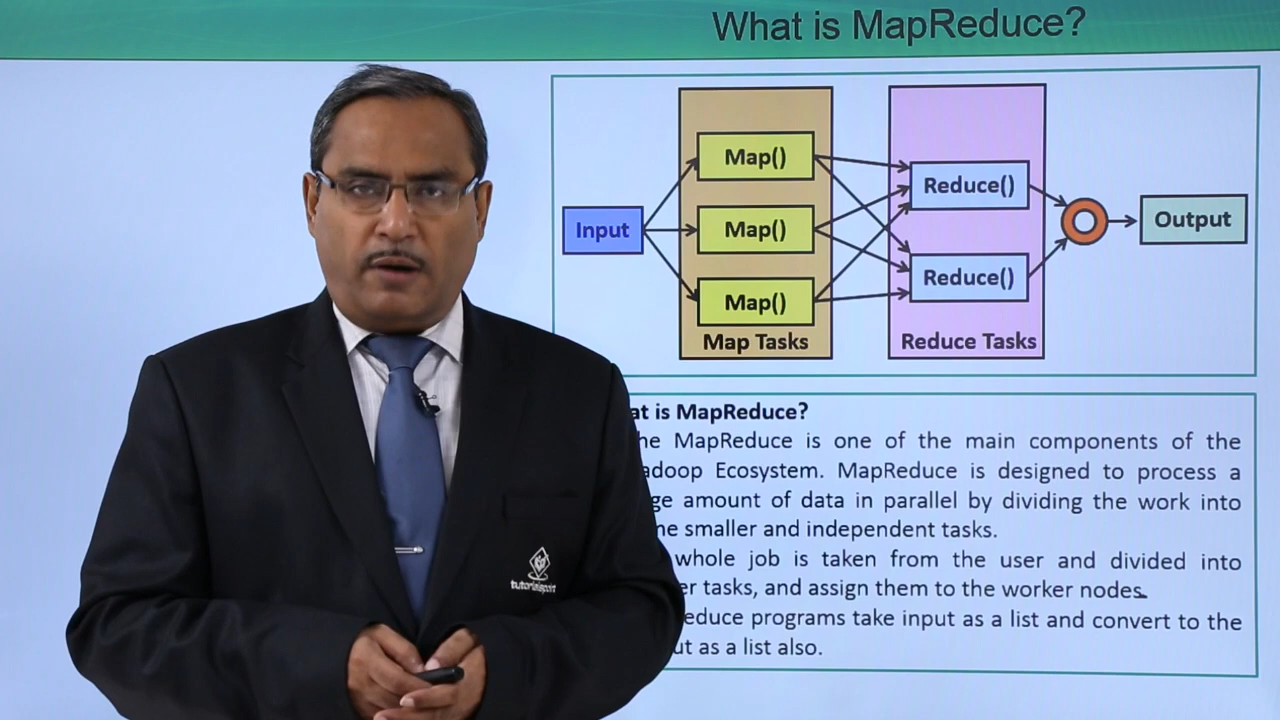 What is MapReduce?
Map()
Reduce()
Input
Map()
Output
Reduce()
Map()
Map Tasks
Reduce Tasks
at is MapReduce?
he MapReduce is one of the main components of the
adoop Ecosystem. MapReduce is designed to process a
ge amount of data in parallel by dividing the work into
ne smaller and independent tasks.
whole job is taken from the user and divided into
er tasks, and assign them to the worker nodes.
educe programs take input as a list and convert to the
ut as a list also.
tutorialspoint